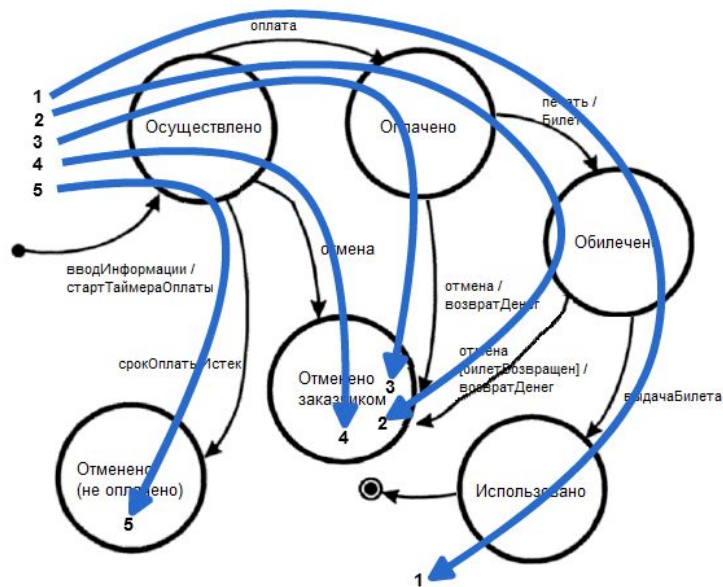 оплата
1
2
3
4
5
Осуществлено
Оплачено
печать /
Билет
Обилечено
вводИнформации /
стартТаймераОплаты
отмена
отмена /
возвратДенег
срокОплатыИстек
отмена
[билетВозвращен] /
возвратДенег
Отменено
заказчиком
3
2
4
выдачаБилета
Отменено
(не оплачено)
5
Использовано
1